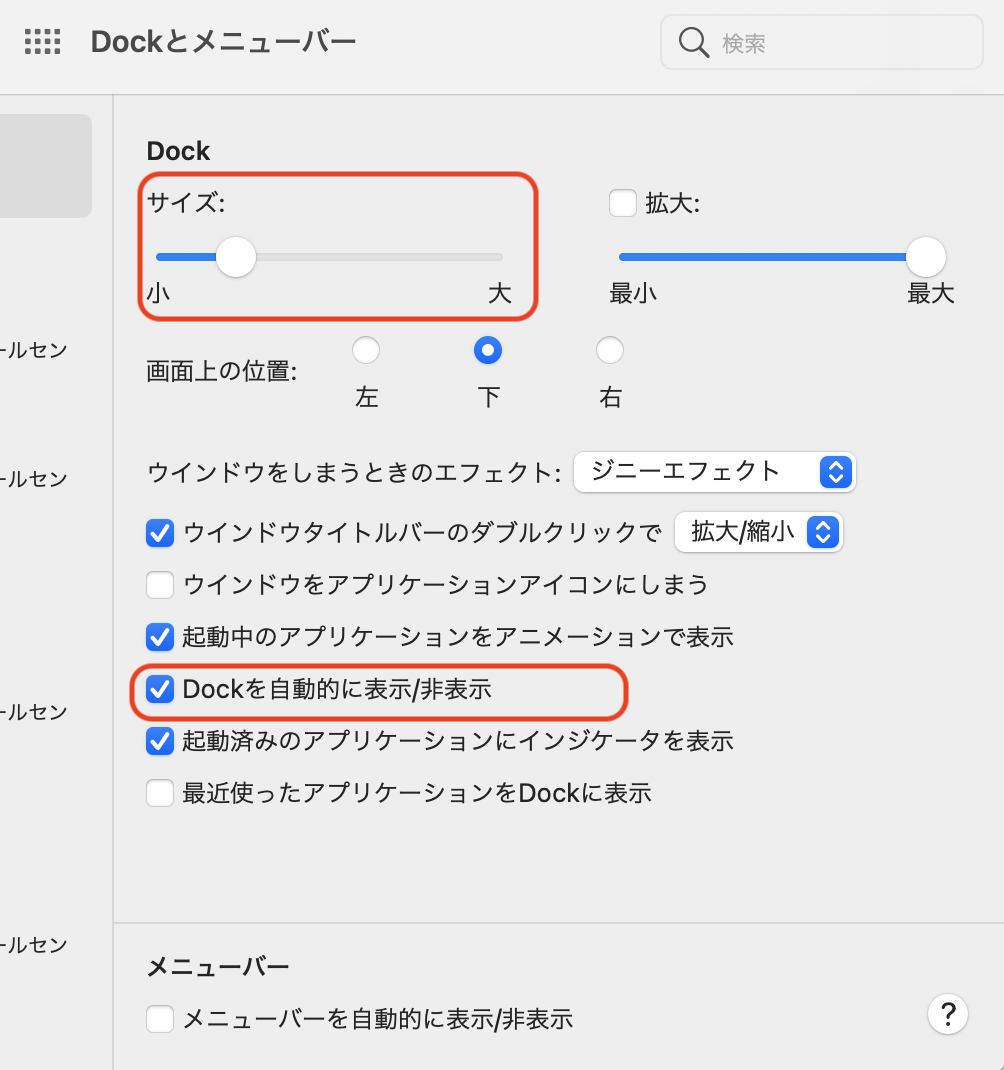 Dockとメニューバー
検索
Dock
サイズ:
拡大:
小
大
最小
最大
画面上の位置:
左
下
右
ウインドウをしまうときのエフェクト:
ジニーエフェクト
ウインドウタイトルバーのダブルクリックで
拡大/縮小
ウインドウをアプリケーションアイコンにしまう
起動中のアプリケーションをアニメーションで表示
Dockを自動的に表示/非表示
起動済みのアプリケーションにインジケータを表示
最近使ったアプリケーションをDockに表示
メニューバー
メニューバーを自動的に表示/非表示
?
ールセン
ールセン
ールセン
ールセン